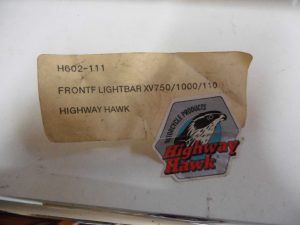 H602-111
FRONTF LIGHTBAR XV750/1000/110
HIGHWAY HAWK
MOTORCYCLE PRODUCTS
Highway
Hawk